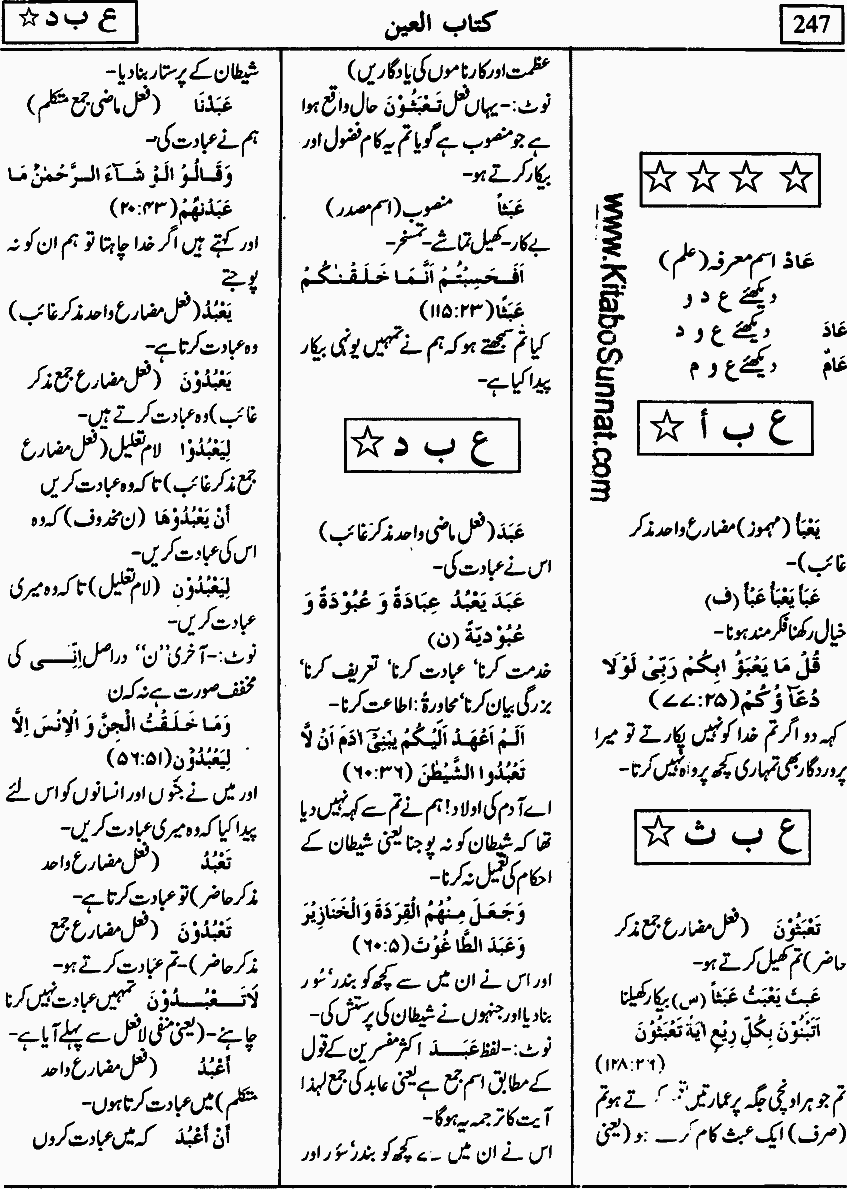 247
کتاب العین
ع ب د ☆
☆ ☆ ☆ ☆
عَادْ اسم معرفہ (علم)
دیکھئے ع د و
عَادَ دیکھئے ع و د
عَامٌ دیکھئے ع و م
ع ب أ ☆
یَعْبَأُ (مہموز) مضارع واحد مذکر
غائب)-
عَبَأَ یَعْبَأُ عَبْأً (ف)
خیال رکھنا فکر مند ہونا-
قُلْ مَا یَعْبَؤُ ابِکُمْ رَبِّیْ لَوْلَا
دُعَآ ؤُکُمْ (۷۷:۲۵)
کہہ دو اگر تم خدا کو نہیں پکارتے تو میرا
پروردگار بھی تمہاری کچھ پرواہ نہیں کرتا-
ع ب ث ☆
تَعْبَثُوْنَ (فعل مضارع جمع مذکر
حاضر) تم کھیل کرتے ہو-
عَبِثَ یَعْبَثُ عَبَثاً (س) بیکار کھیلنا
اَتَبْنُوْنَ بِکُلِّ رِیْعٍ اٰیَةً تَعْبَثُوْنَ
(۱۲۸:۲۶)
تم جو ہر اونچی جگہ پر عمارتیں تے ہو تم
(صرف) ایک عبث کام کرتے ہو (یعنی
www.KitaboSunnat.com
عظمت اور کارناموں کی یادگاریں)
نوٹ:- یہاں فعل تَعْبَثُوْنَ حال واقع ہوا
ہے جو منصوب ہے گویا تم یہ کام فضول اور
بیکار کرتے ہو-
عَبَثاً منصوب (اسم مصدر)
بے کار- کھیل تماشے- تمسخر-
اَفَحَسِبْتُمْ اَنَّمَا خَلَقْنٰکُمْ
عَبَثًا (۱۱۵:۲۳)
کیا تم سمجھتے ہو کہ ہم نے تمہیں یونہی بیکار
پیدا کیا ہے-
ع ب د ☆
عَبَدَ (فعل ماضی واحد مذکر غائب)
اس نے عبادت کی-
عَبَدَ یَعْبُدُ عِبَادَةً وَ عُبُوْدَةً وَ
عُبُوْدِیَّةً (ن)
خدمت کرنا‘ عبادت کرنا‘ تعریف کرنا‘
بزرگی بیان کرنا‘ محاورۃً: اطاعت کرنا-
اَلَمْ اَعْهَدْ اِلَیْکُمْ یٰبَنِیْٓ اٰدَمَ اَنْ لَّا
تَعْبُدُوا الشَّیْطٰنَ (۶۰:۳۶)
اے آدم کی اولاد! ہم نے تم سے کہہ نہیں دیا
تھا کہ شیطان کو نہ پوجنا یعنی شیطان کے
احکام کی تعمیل نہ کرنا-
وَجَعَلَ مِنْهُمُ الْقِرَدَةَ وَالْخَنَازِیْرَ
وَعَبَدَ الطَّاغُوْتَ (۶۰:۵)
اور اس نے ان میں سے کچھ کو بندر‘ سؤر
بنا دیا اور جنہوں نے شیطان کی پرستش کی-
نوٹ:- لفظ عَبَدَ اکثر مفسرین کے قول
کے مطابق اسم جمع ہے یعنی عابد کی جمع لہٰذا
آیت کا ترجمہ یہ ہوگا-
اس نے ان میں سے کچھ کو بندر‘ سؤر اور
شیطان کے پرستار بنا دیا-
عَبَدْنَا (فعل ماضی جمع متکلم)
ہم نے عبادت کی-
وَقَالُوْ الَوْ شَآءَ الرَّحْمٰنُ مَا
عَبَدْنٰهُمْ (۲۰:۴۳)
اور کہتے ہیں اگر خدا چاہتا تو ہم ان کو نہ
پوجتے
یَعْبُدُ (فعل مضارع واحد مذکر غائب)
وہ عبادت کرتا ہے-
یَعْبُدُوْنَ (فعل مضارع جمع مذکر
غائب) وہ عبادت کرتے ہیں-
لِیَعْبُدُوْا لام تعلیل (فعل مضارع
جمع مذکر غائب) تا کہ وہ عبادت کریں
اَنْ یَعْبُدُوْهَا (ن محذوف) کہ وہ
اس کی عبادت کریں-
لِیَعْبُدُوْنِ (لام تعلیل) تا کہ وہ میری
عبادت کریں-
نوٹ:- آخری ’’ن‘‘ دراصل اِنِّی کی
مخفف صورت ہے نہ کہ ن
وَمَا خَلَقْتُ الْجِنَّ وَ الْاِنْسَ اِلَّا
لِیَعْبُدُوْنِ (۵۶:۵۱)
اور میں نے جنّوں اور انسانوں کو اس لئے
پیدا کیا کہ وہ میری عبادت کریں-
تَعْبُدُ (فعل مضارع واحد
مذکر حاضر) تو عبادت کرتا ہے-
تَعْبُدُوْنَ (فعل مضارع جمع
مذکر حاضر)- تم عبادت کرتے ہو-
لَاتَعْبُدُوْنَ تمہیں عبادت نہیں کرنا
چاہئے- (یعنی منفی لا فعل سے پہلے آیا ہے-
اَعْبُدُ (فعل مضارع واحد
متکلم) میں عبادت کرتا ہوں-
اَنْ اَعْبُدَ کہ میں عبادت کروں